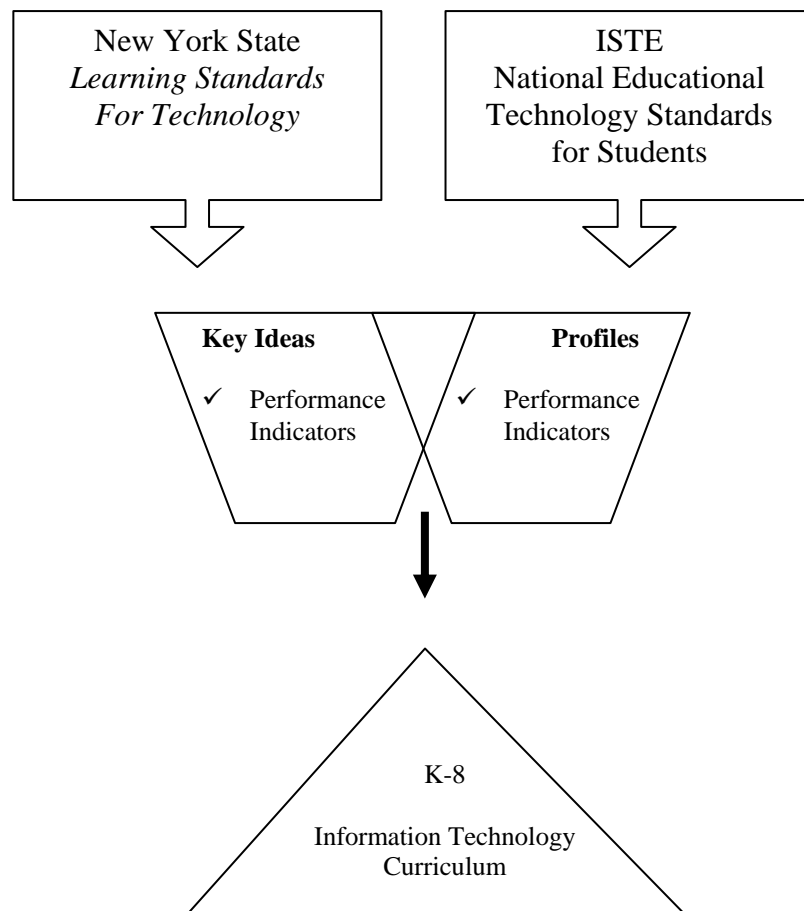 New York State
Learning Standards
For Technology
ISTE
National Educational
Technology Standards
for Students
Key Ideas
✓ Performance
Indicators
Profiles
✓ Performance
Indicators
K-8
Information Technology
Curriculum